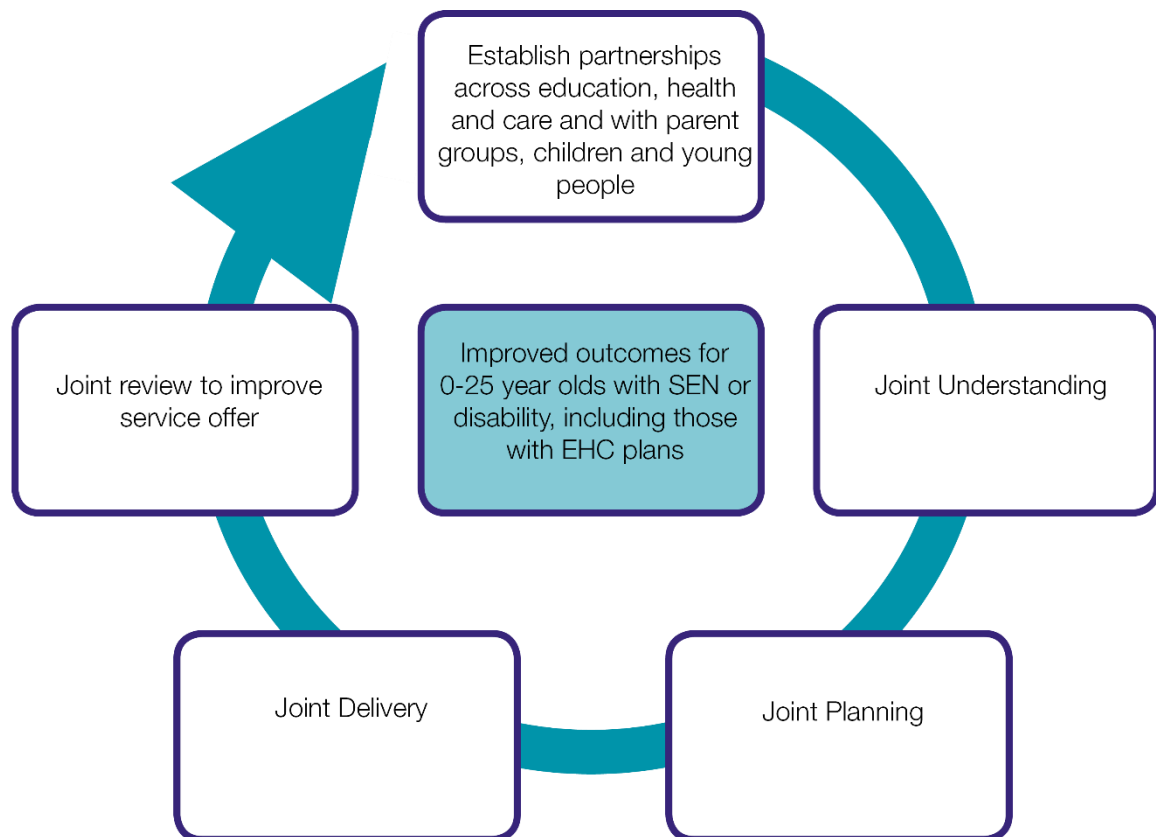 Establish partnerships
across education, health
and care and with parent
groups, children and young
people
Joint review to improve
service offer
Improved outcomes for
0-25 year olds with SEN or
disability, including those
with EHC plans
Joint Understanding
Joint Delivery
Joint Planning